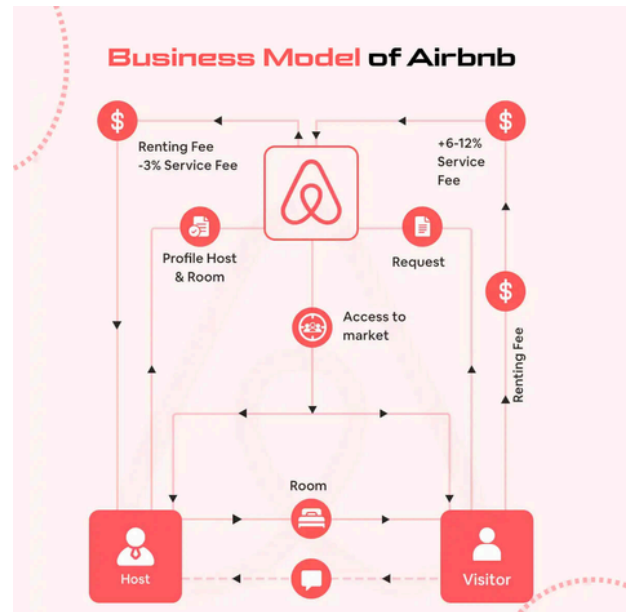 Business Model of Airbnb
Renting Fee
-3% Service Fee
+6-12%
Service
Fee
Profile Host
& Room
Request
Access to
market
Renting Fee
Room
Host
Visitor